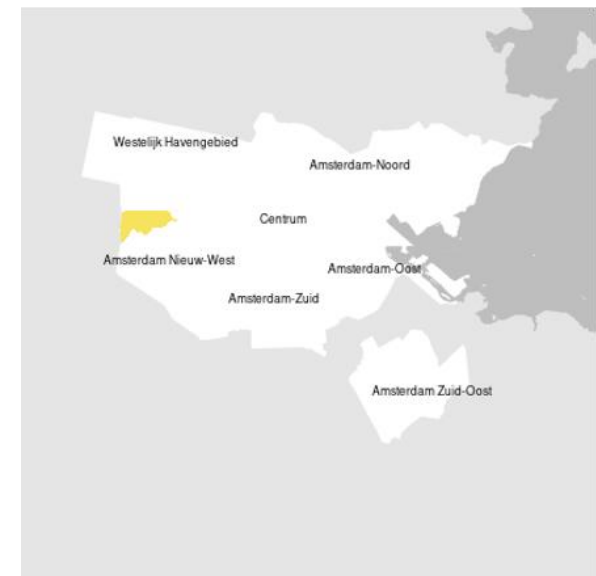 Westelijk Havengebied
Amsterdam-Noord
Centrum
Amsterdam Nieuw-West
Amsterdam-Oost
Amsterdam-Zuid
Amsterdam Zuid-Oost